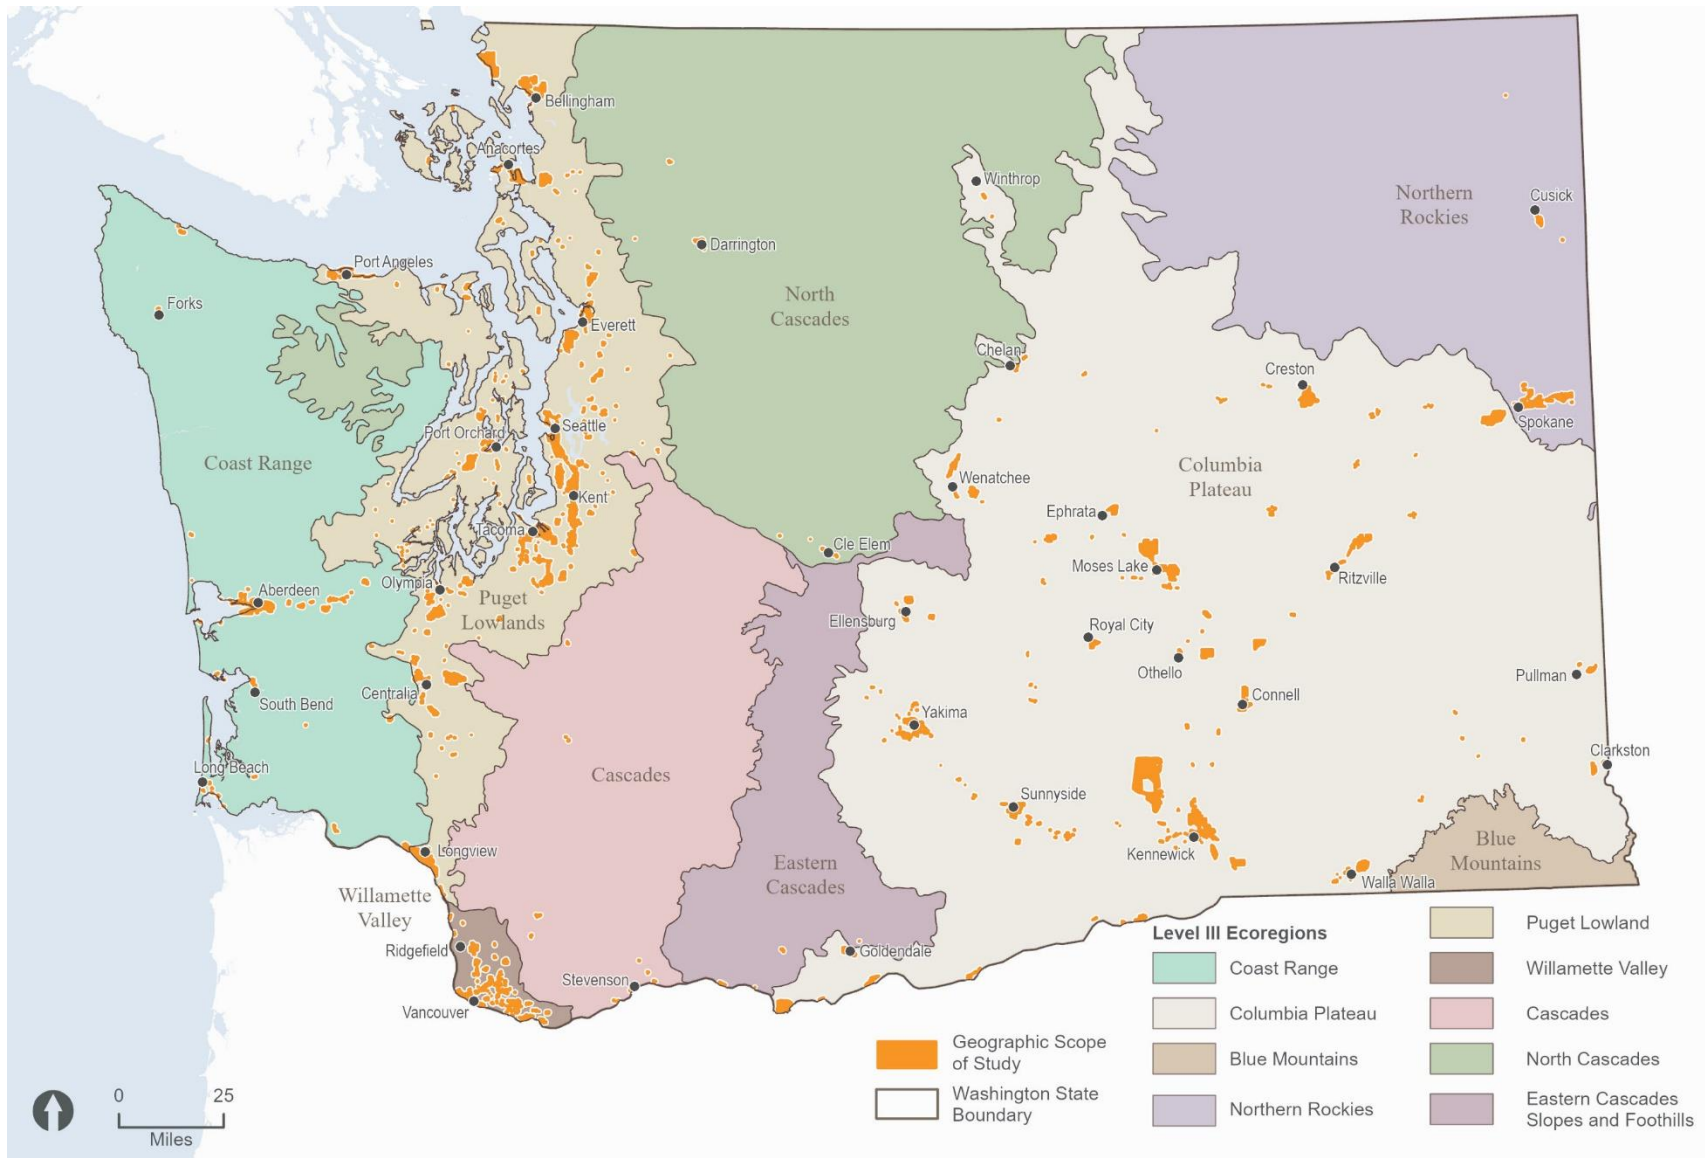 Bellingham
Anacortes
Winthrop
Northern
Rockies
Cusick
Darrington
Port Angeles
Forks
North
Cascades
Everett
Chelan
Creston
Spokane
Seattle
Port Orchard
Coast Range
Columbia
Plateau
Wenatchee
Kent
Ephrata
Tacoma
Cle Elem
Moses Lake
Ritzville
Olympia
Aberdeen
Puget
Lowlands
Ellensburg
Royal City
Othello
Pullman
Centralia
South Bend
Connell
Yakima
Clarkston
Long Beach
Cascades
Sunnyside
Blue
Mountains
Kennewick
Longview
Eastern
Cascades
Walla Walla
Willamette
Valley
Ridgefield
Goldendale
Stevenson
Vancouver
Geographic Scope
of Study
Washington State
Boundary
Level III Ecoregions
Coast Range
Columbia Plateau
Blue Mountains
Northern Rockies
Puget Lowland
Willamette Valley
Cascades
North Cascades
Eastern Cascades
Slopes and Foothills
0 25
Miles